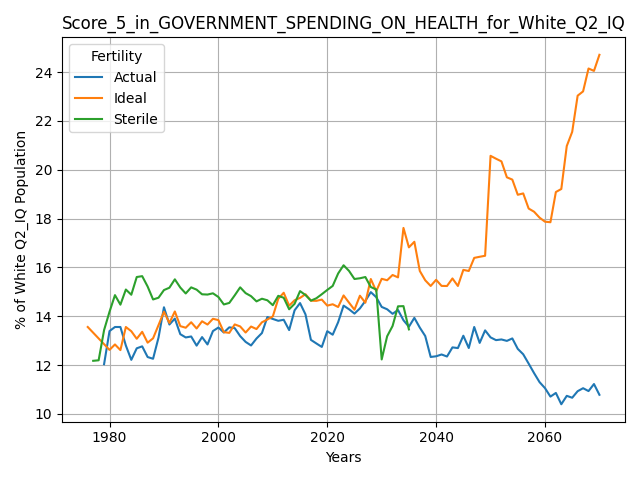 Score_5_in_GOVERNMENT_SPENDING_ON_HEALTH_for_White_Q2_IQ
Fertility
Actual
Ideal
Sterile
% of White Q2_IQ Population
24
22
20
18
16
14
12
10
1980 2000 2020 2040 2060
Years